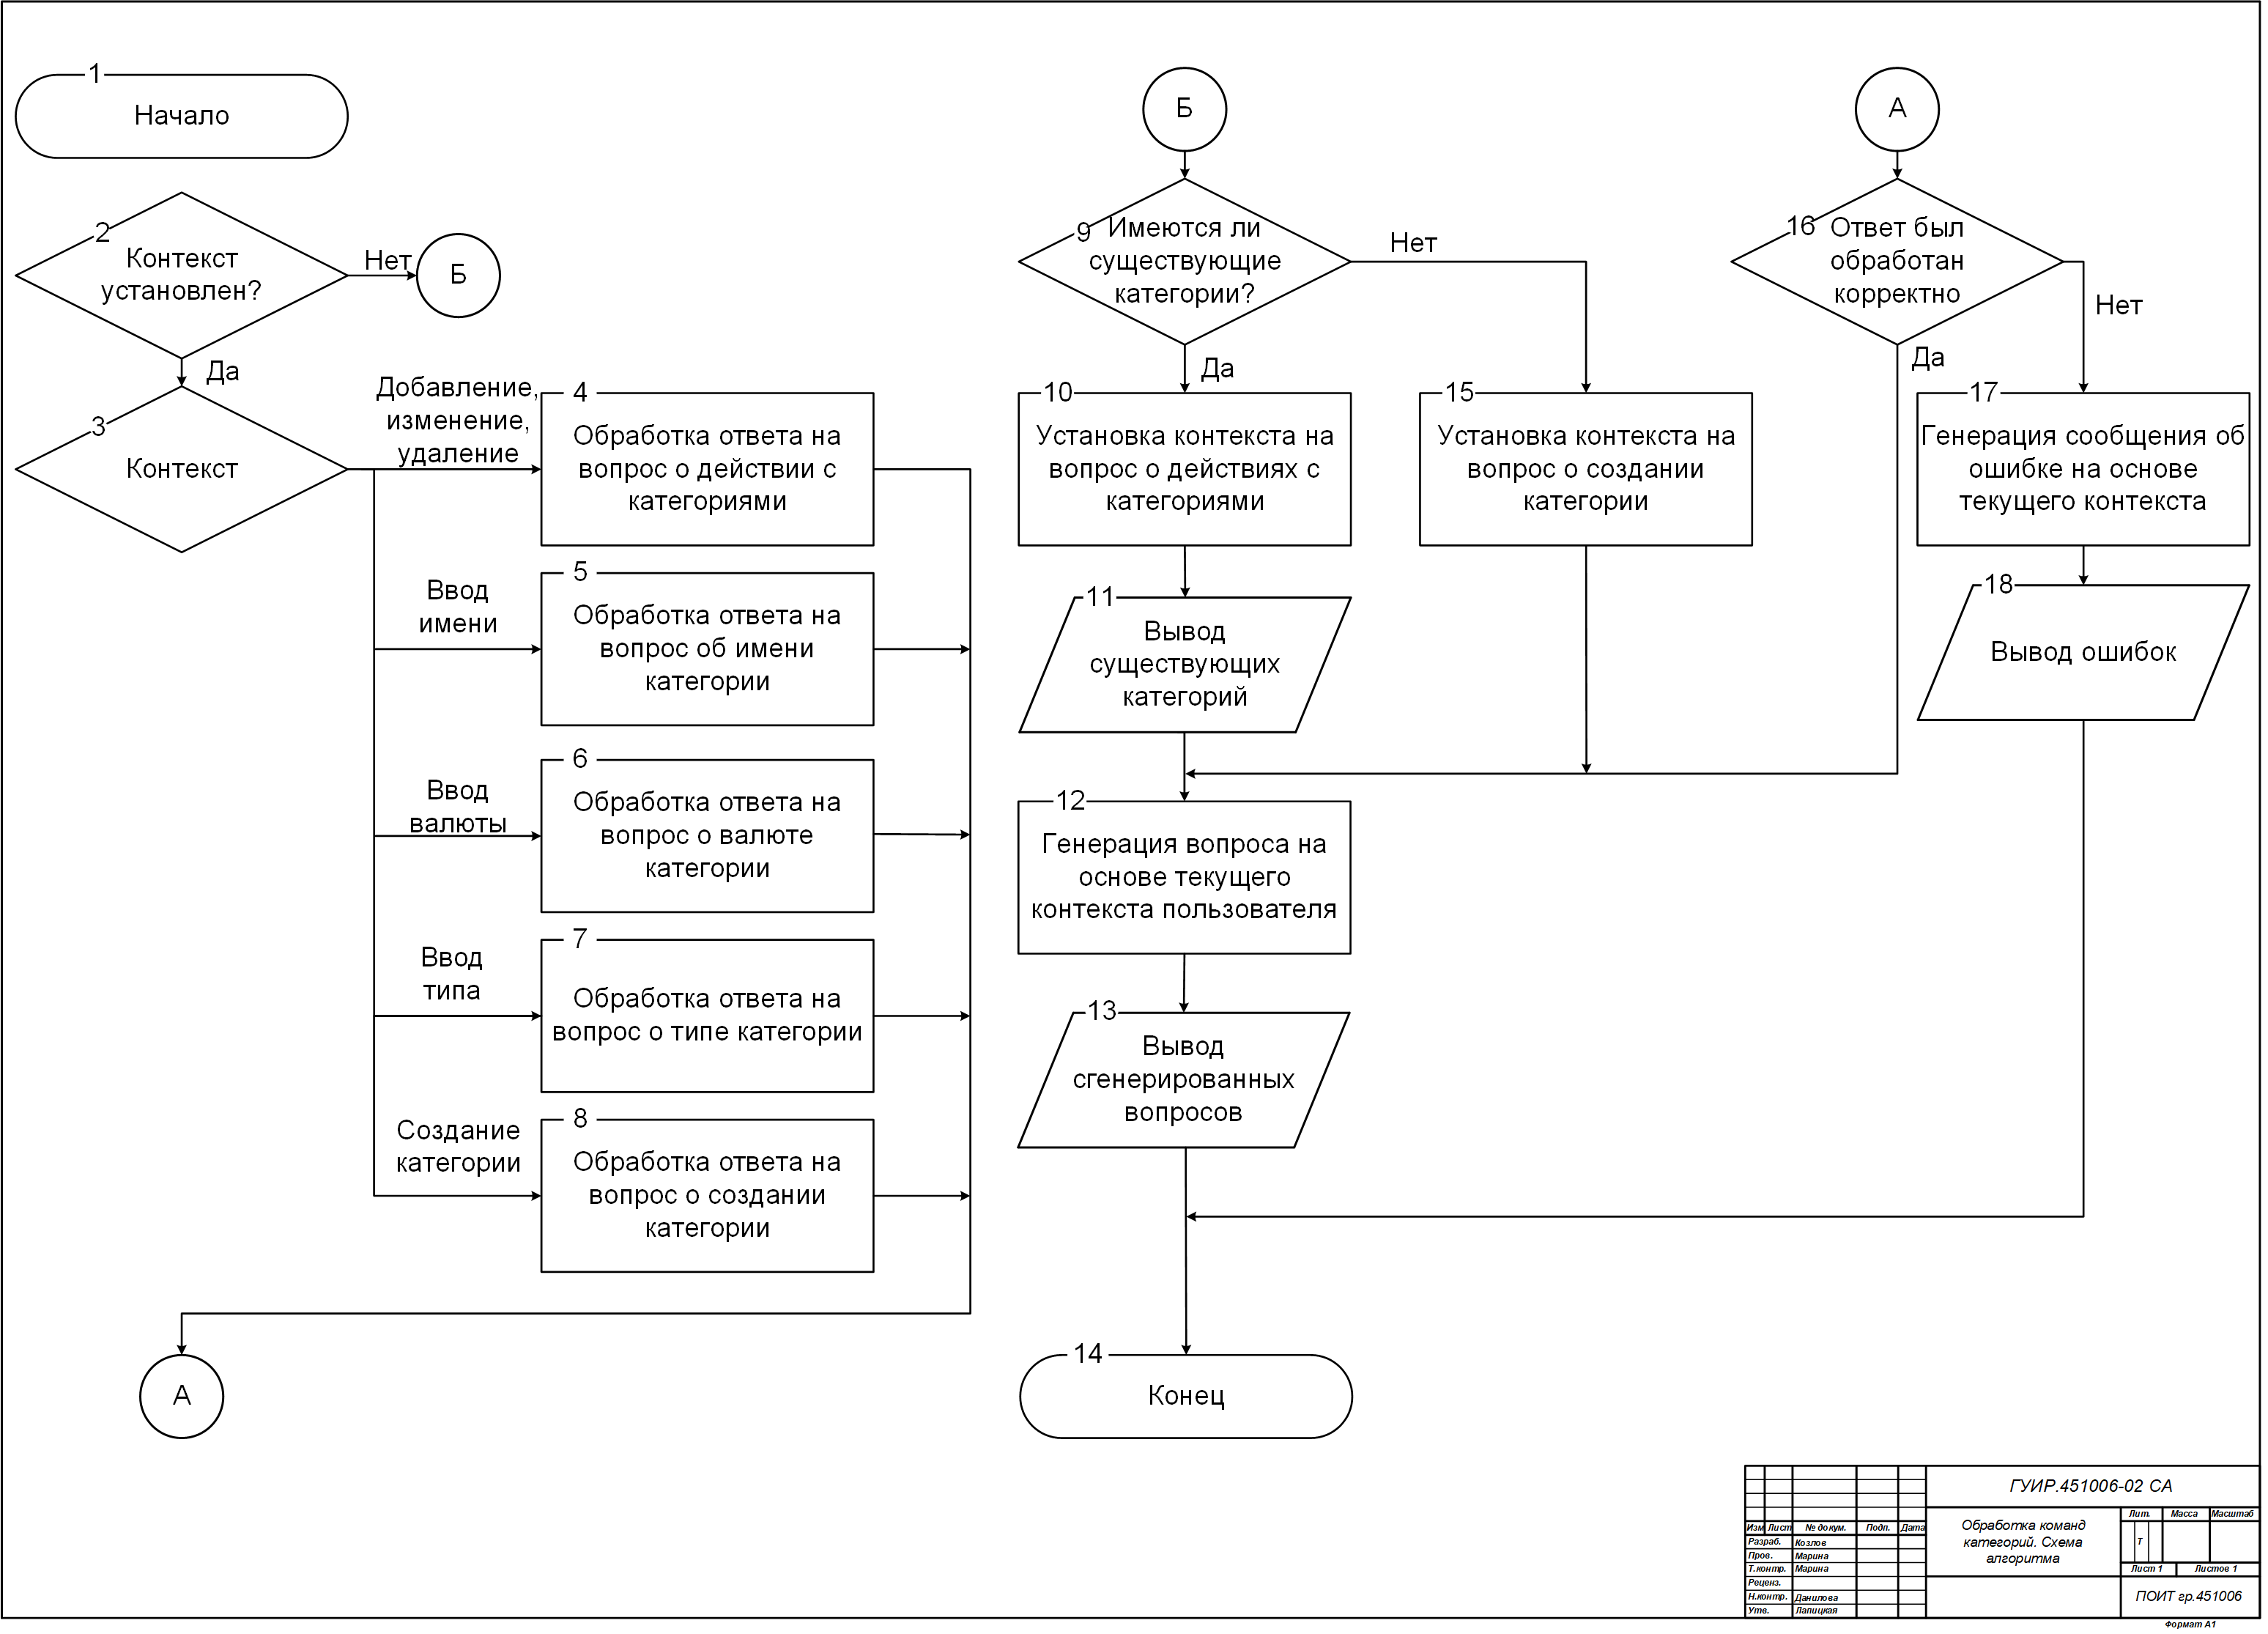 1
Начало
2
Контекст
установлен?
Нет
Б
Да
3
Контекст
Добавление,
изменение,
удаление
4
Обработка ответа на
вопрос о действии с
категориями
Ввод
имени
5
Обработка ответа на
вопрос об имени
категории
Ввод
валюты
6
Обработка ответа на
вопрос о валюте
категории
Ввод
типа
7
Обработка ответа на
вопрос о типе категории
Создание
категории
8
Обработка ответа на
вопрос о создании
категории
А
Б
9
Имеются ли
существующие
категории?
Нет
Да
10
Установка контекста на
вопрос о действиях с
категориями
11
Вывод
существующих
категорий
12
Генерация вопроса на
основе текущего
контекста пользователя
13
Вывод
сгенерированных
вопросов
14
Конец
15
Установка контекста на
вопрос о создании
категории
А
16
Ответ был
обработан
корректно
Нет
Да
17
Генерация сообщения об
ошибке на основе
текущего контекста
18
Вывод ошибок
ГУИР.451006-02 СА
Обработка команд
категорий. Схема
алгоритма
Лит. Масса Масштаб
Т
Лист 1 Листов 1
ПОИТ гр.451006
Изм Лист № докум. Подп. Дата
Разраб. Козлов
Пров. Марина
Т.контр. Марина
Реценз.
Н.контр. Данилова
Утв. Лапицкая
Формат А1